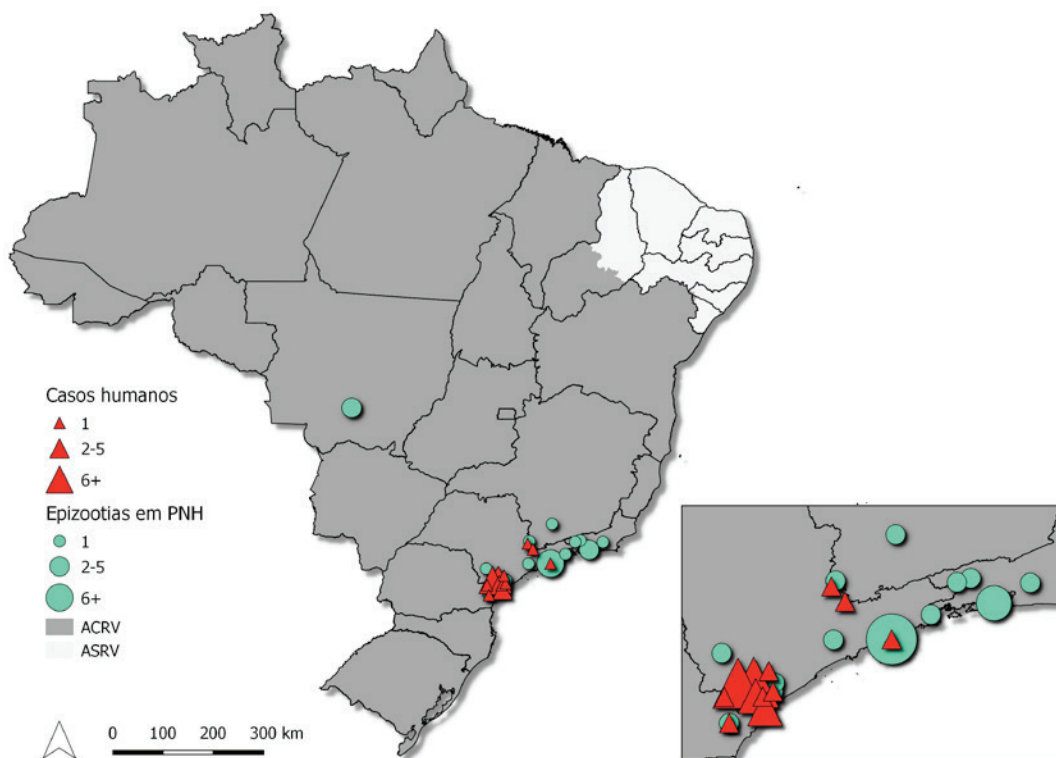 Casos humanos
1
2-5
6+
Epizootias em PNH
1
2-5
6+
ACRV
ASRV
0 100 200 300 km